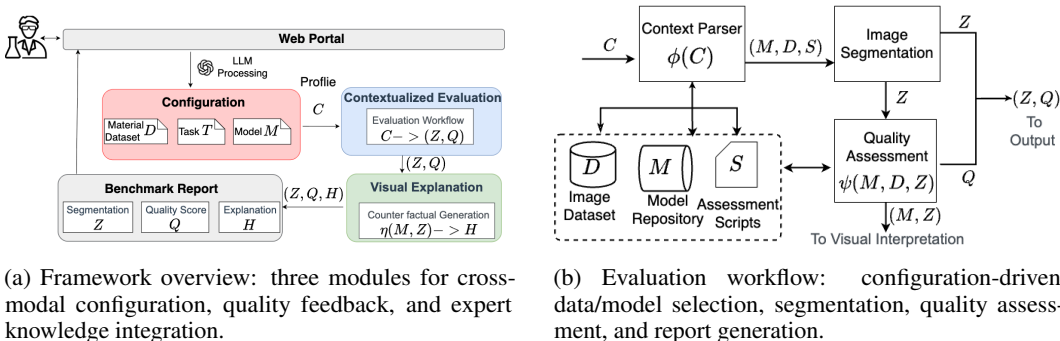 Web Portal
LLM
Processing
Proflie
Configuration
C
Material
Dataset D
Task T
Model M
Contextualized Evaluation
Evaluation Workflow
C− > (Z, Q)
(Z, Q)
Benchmark Report
(Z, Q, H)
Visual Explanation
Segmentation
Z
Quality Score
Q
Explanation
H
Counter factual Generation
η(M, Z)− > H
(a) Framework overview: three modules for cross-
modal configuration, quality feedback, and expert
knowledge integration.
C
Context Parser
ϕ(C)
(M, D, S)
Image
Segmentation
Z
Z
(Z, Q)
To
Output
D
Image
Dataset
M
Model
Repository
S
Assessment
Scripts
Quality
Assessment
ψ(M, D, Z)
Q
(M, Z)
To Visual Interpretation
(b) Evaluation workflow: configuration-driven
data/model selection, segmentation, quality assess-
ment, and report generation.